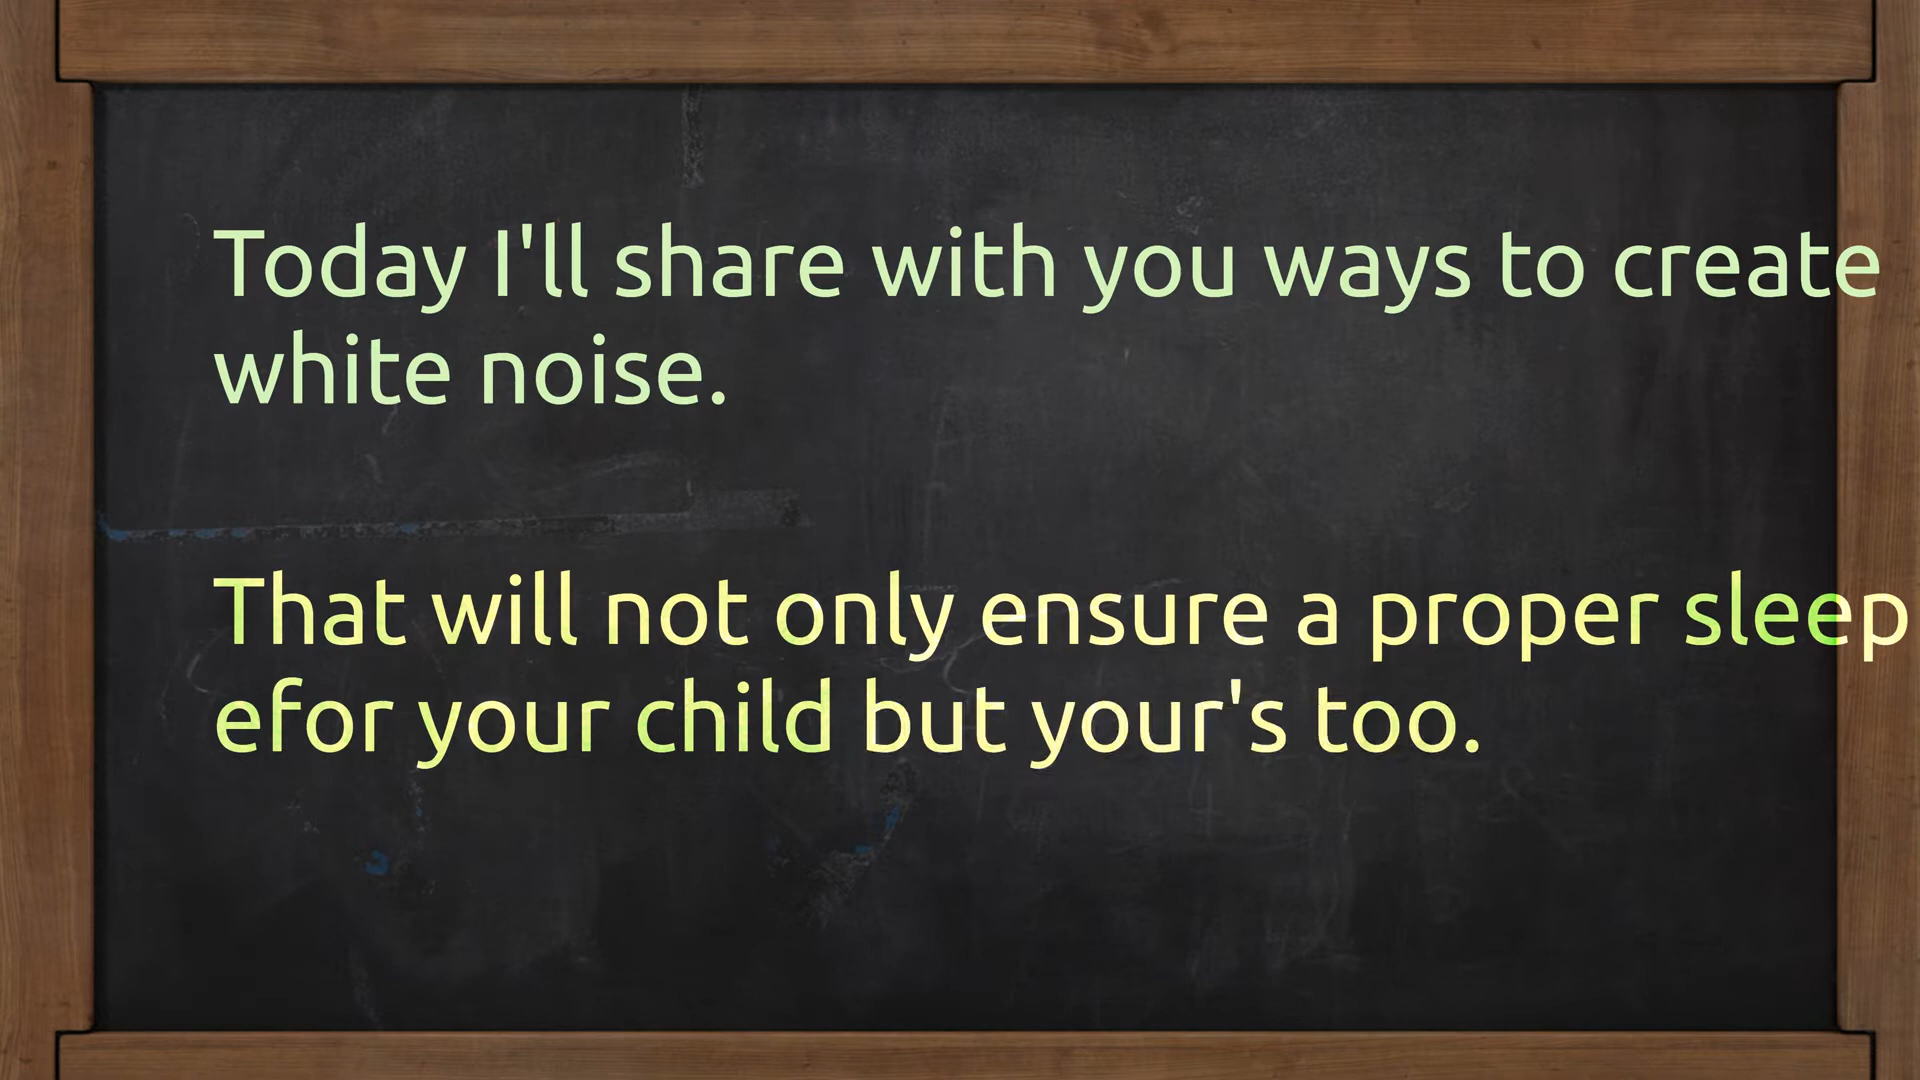 Today I'll share with you ways to create
white noise.
That will not only ensure a proper sleep
efor your child but your's too.